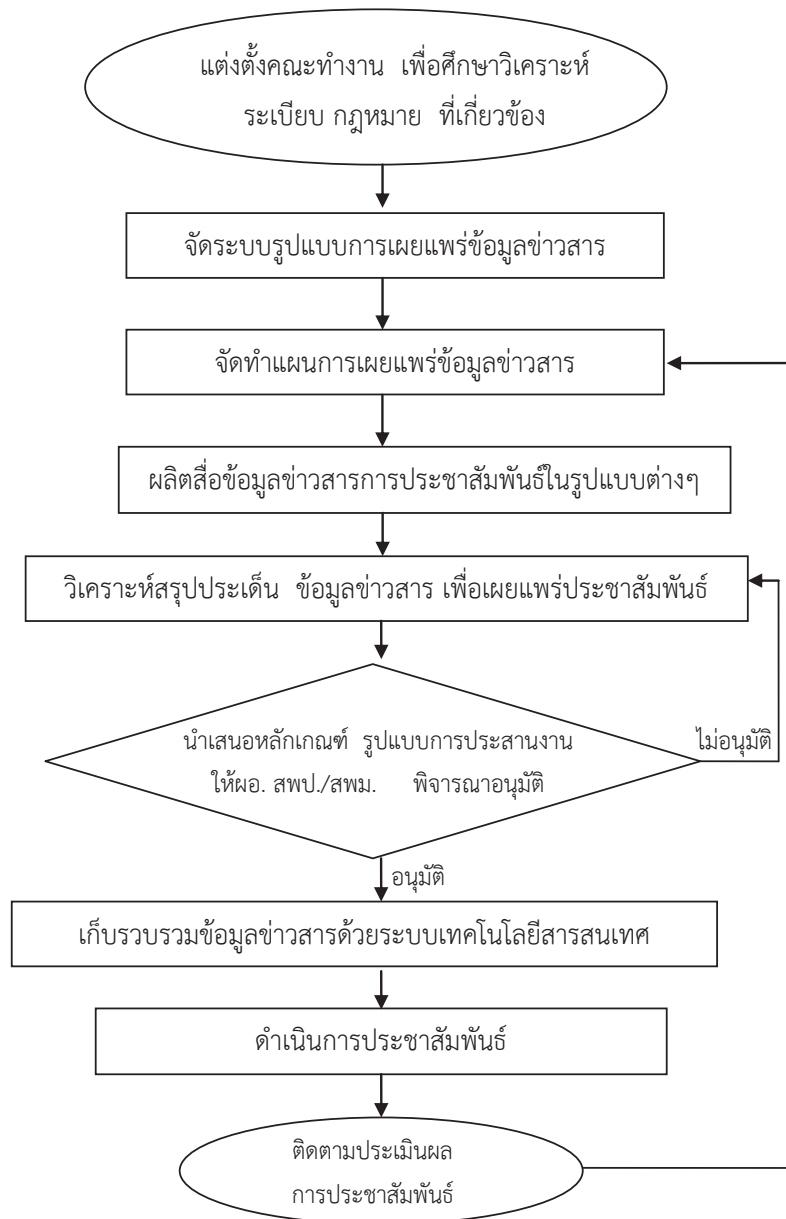 แต่งตั้งคณะทำงาน เพื่อศึกษาวิเคราะห์
ระเบียบ กฎหมาย ที่เกี่ยวข้อง
จัดระบบรูปแบบการเผยแพร่ข้อมูลข่าวสาร
จัดทำแผนการเผยแพร่ข้อมูลข่าวสาร
ผลิตสื่อข้อมูลข่าวสารการประชาสัมพันธ์ในรูปแบบต่างๆ
วิเคราะห์สรุปประเด็น ข้อมูลข่าวสาร เพื่อเผยแพร่ประชาสัมพันธ์
นำเสนอหลักเกณฑ์ รูปแบบการประสานงาน
ไม่อนุมัติ
ให้ผอ. สพป./สพม. พิจารณาอนุมัติ
อนุมัติ
เก็บรวบรวมข้อมูลข่าวสารด้วยระบบเทคโนโลยีสารสนเทศ
ดำเนินการประชาสัมพันธ์
ติดตามประเมินผล
การประชาสัมพันธ์